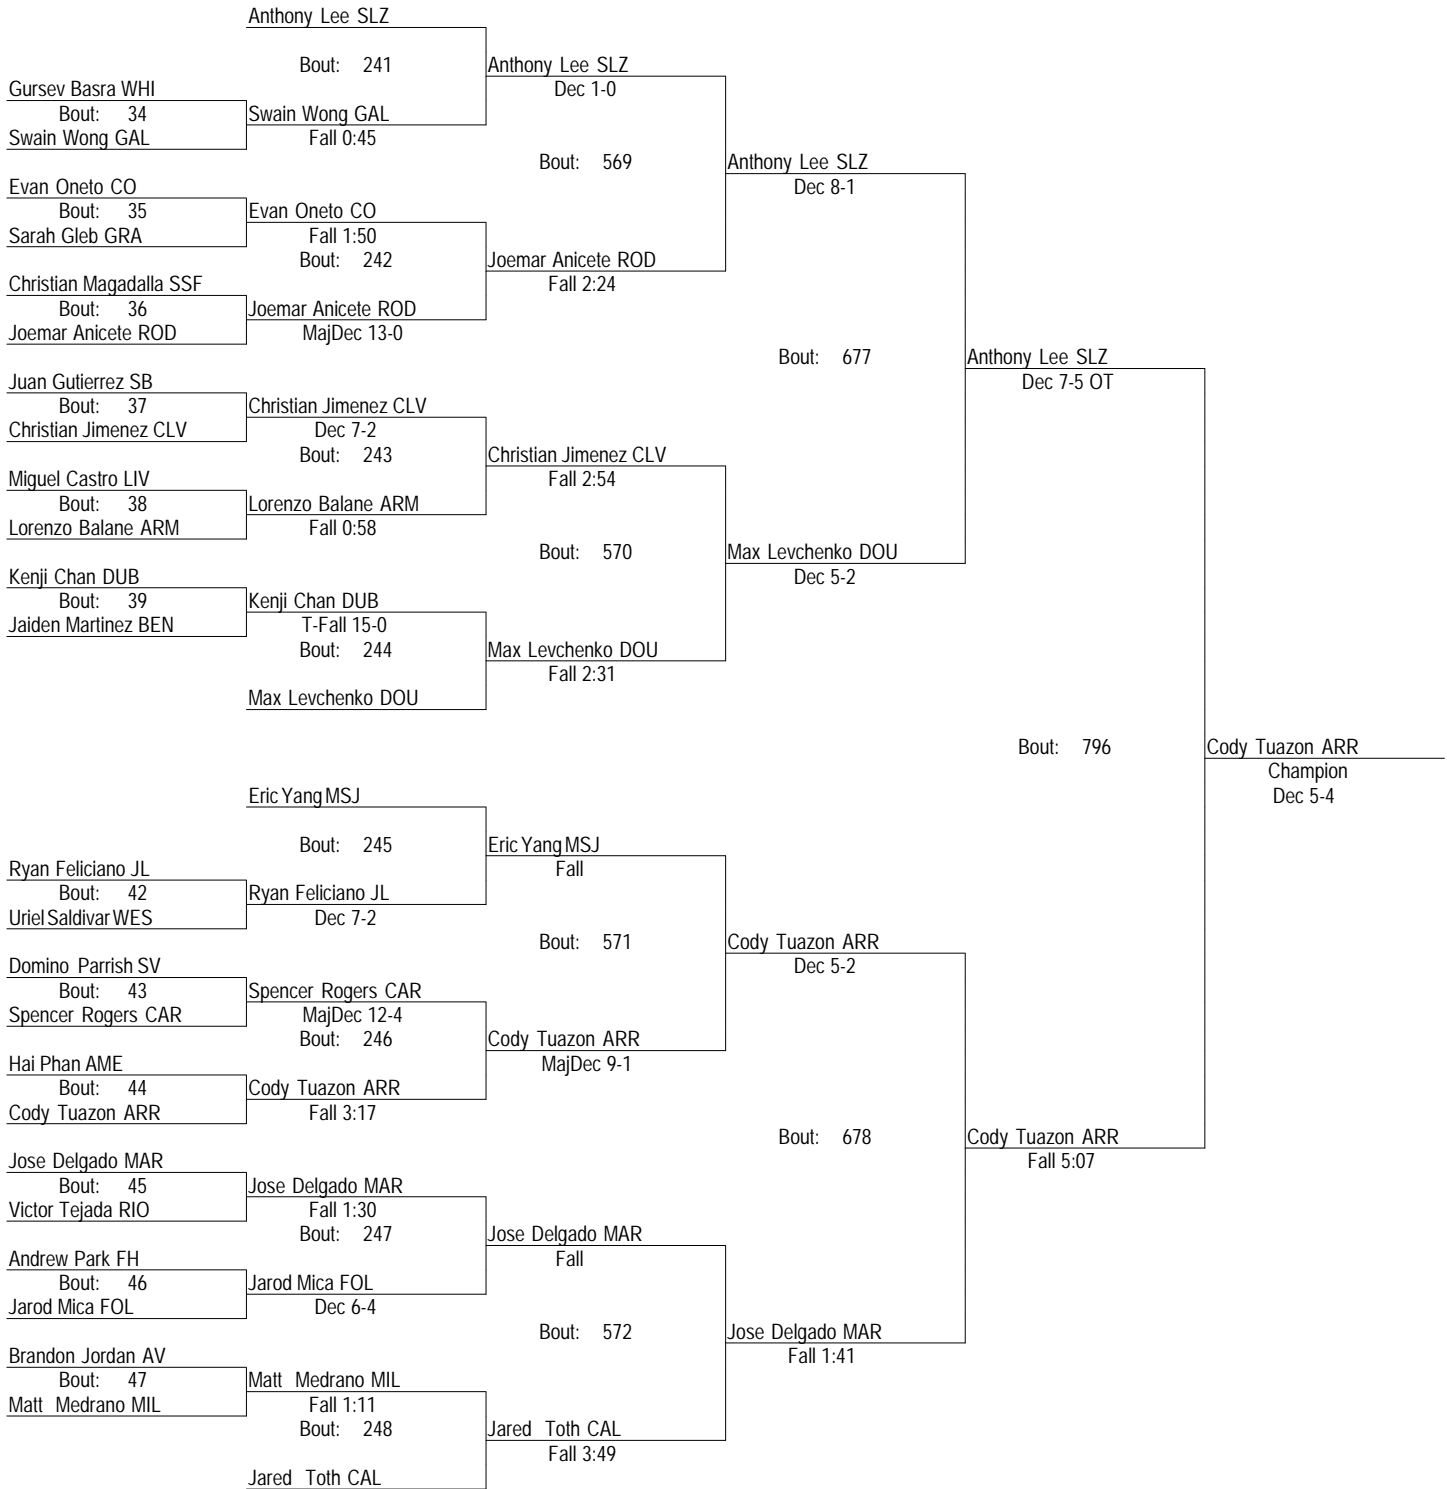 Anthony Lee SLZ
Bout: 241
Anthony Lee SLZ
Dec 1-0
Gursev Basra WHI
Bout: 34
Swain Wong GAL
Swain Wong GAL
Fall 0:45
Bout: 569
Anthony Lee SLZ
Dec 8-1
Evan Oneto CO
Bout: 35
Evan Oneto CO
Sarah Gleb GRA
Fall 1:50
Bout: 242
Joemar Anicete ROD
Fall 2:24
Christian Magadalla SSF
Bout: 36
Joemar Anicete ROD
Joemar Anicete ROD
MajDec 13-0
Bout: 677
Anthony Lee SLZ
Dec 7-5 OT
Juan Gutierrez SB
Bout: 37
Christian Jimenez CLV
Christian Jimenez CLV
Dec 7-2
Bout: 243
Christian Jimenez CLV
Fall 2:54
Miguel Castro LIV
Bout: 38
Lorenzo Balane ARM
Lorenzo Balane ARM
Fall 0:58
Bout: 570
Max Levchenko DOU
Dec 5-2
Kenji Chan DUB
Bout: 39
Kenji Chan DUB
Jaiden Martinez BEN
T-Fall 15-0
Bout: 244
Max Levchenko DOU
Fall 2:31
Max Levchenko DOU
Bout: 796
Cody Tuazon ARR
Champion
Dec 5-4
Eric Yang MSJ
Bout: 245
Eric Yang MSJ
Fall
Ryan Feliciano JL
Bout: 42
Ryan Feliciano JL
Uriel Saldivar WES
Dec 7-2
Bout: 571
Cody Tuazon ARR
Dec 5-2
Domino Parrish SV
Bout: 43
Spencer Rogers CAR
Spencer Rogers CAR
MajDec 12-4
Bout: 246
Cody Tuazon ARR
MajDec 9-1
Hai Phan AME
Bout: 44
Cody Tuazon ARR
Cody Tuazon ARR
Fall 3:17
Bout: 678
Cody Tuazon ARR
Fall 5:07
Jose Delgado MAR
Bout: 45
Jose Delgado MAR
Victor Tejada RIO
Fall 1:30
Bout: 247
Jose Delgado MAR
Fall
Andrew Park FH
Bout: 46
Jarod Mica FOL
Jarod Mica FOL
Dec 6-4
Bout: 572
Jose Delgado MAR
Fall 1:41
Brandon Jordan AV
Bout: 47
Matt Medrano MIL
Matt Medrano MIL
Fall 1:11
Bout: 248
Jared Toth CAL
Fall 3:49
Jared Toth CAL